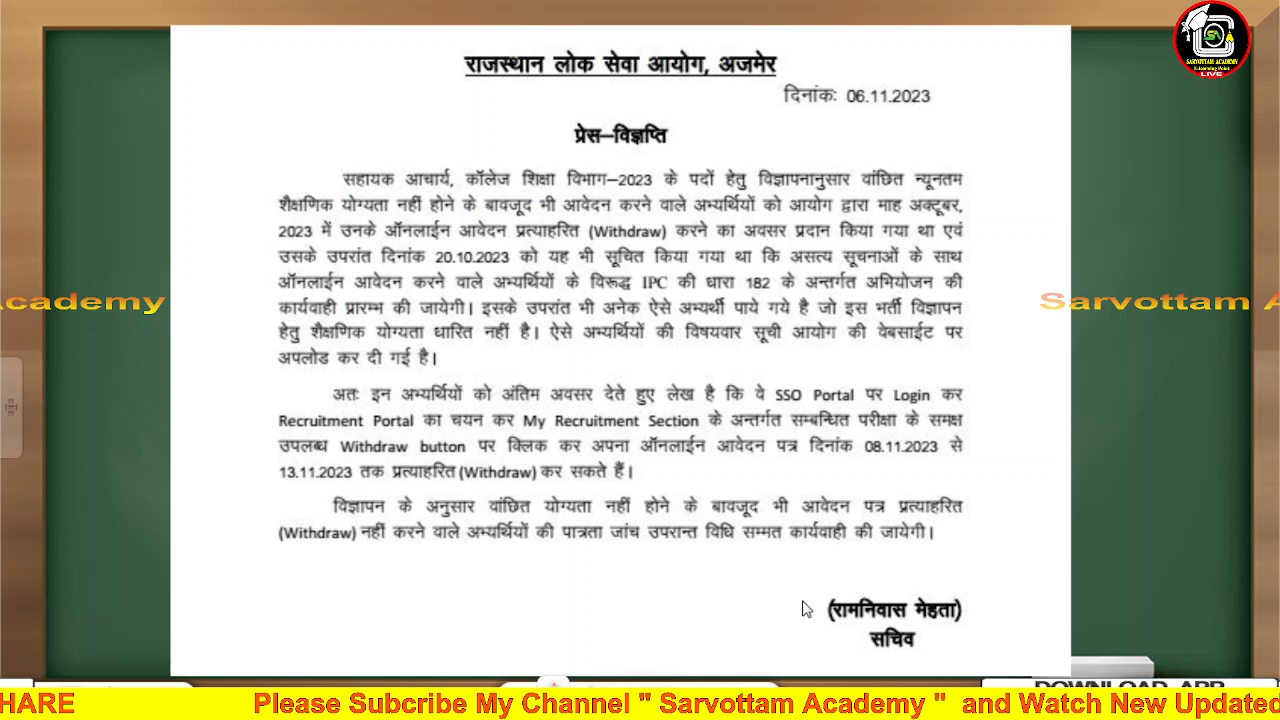 SARVOTTAM ACADEMY
E-Learning Point
LIVE
राजस्थान लोक सेवा आयोग, अजमेर
दिनांकः 06.11.2023
प्रेस–विज्ञप्ति
सहायक आचार्य, कॉलेज शिक्षा विभाग–2023 के पदों हेतु विज्ञापनानुसार वांछित न्यूनतम
शैक्षणिक योग्यता नहीं होने के बावजूद भी आवेदन करने वाले अभ्यर्थियों को आयोग द्वारा माह अक्टूबर,
2023 में उनके ऑनलाईन आवेदन प्रत्याहरित (Withdraw) करने का अवसर प्रदान किया गया था एवं
उसके उपरांत दिनांक 20.10.2023 को यह भी सूचित किया गया था कि असत्य सूचनाओं के साथ
ऑनलाईन आवेदन करने वाले अभ्यर्थियों के विरूद्ध IPC की धारा 182 के अन्तर्गत अभियोजन की
कार्यवाही प्रारम्भ की जायेगी। इसके उपरांत भी अनेक ऐसे अभ्यर्थी पाये गये है जो इस भर्ती विज्ञापन
हेतु शैक्षणिक योग्यता धारित नहीं है। ऐसे अभ्यर्थियों की विषयवार सूची आयोग की वेबसाईट पर
अपलोड कर दी गई है।
अतः इन अभ्यर्थियों को अंतिम अवसर देते हुए लेख है कि वे SSO Portal पर Login कर
Recruitment Portal का चयन कर My Recruitment Section के अन्तर्गत सम्बन्धित परीक्षा के समक्ष
उपलब्ध Withdraw button पर क्लिक कर अपना ऑनलाईन आवेदन पत्र दिनांक 08.11.2023 से
13.11.2023 तक प्रत्याहरित (Withdraw) कर सकते हैं।
विज्ञापन के अनुसार वांछित योग्यता नहीं होने के बावजूद भी आवेदन पत्र प्रत्याहरित
(Withdraw) नहीं करने वाले अभ्यर्थियों की पात्रता जांच उपरान्त विधि सम्मत कार्यवाही की जायेगी।
(रामनिवास मेहता)
सचिव
Academy
Sarvottam A
DOWNLOAD APP
HARE Please Subcribe My Channel " Sarvottam Academy " and Watch New Updated